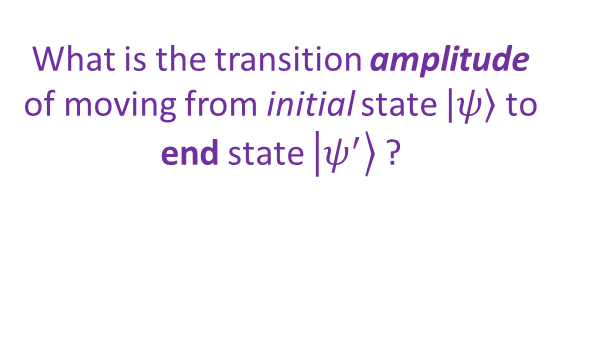 What is the transition amplitude
of moving from initial state |ψ⟩ to
end state |ψ′⟩ ?